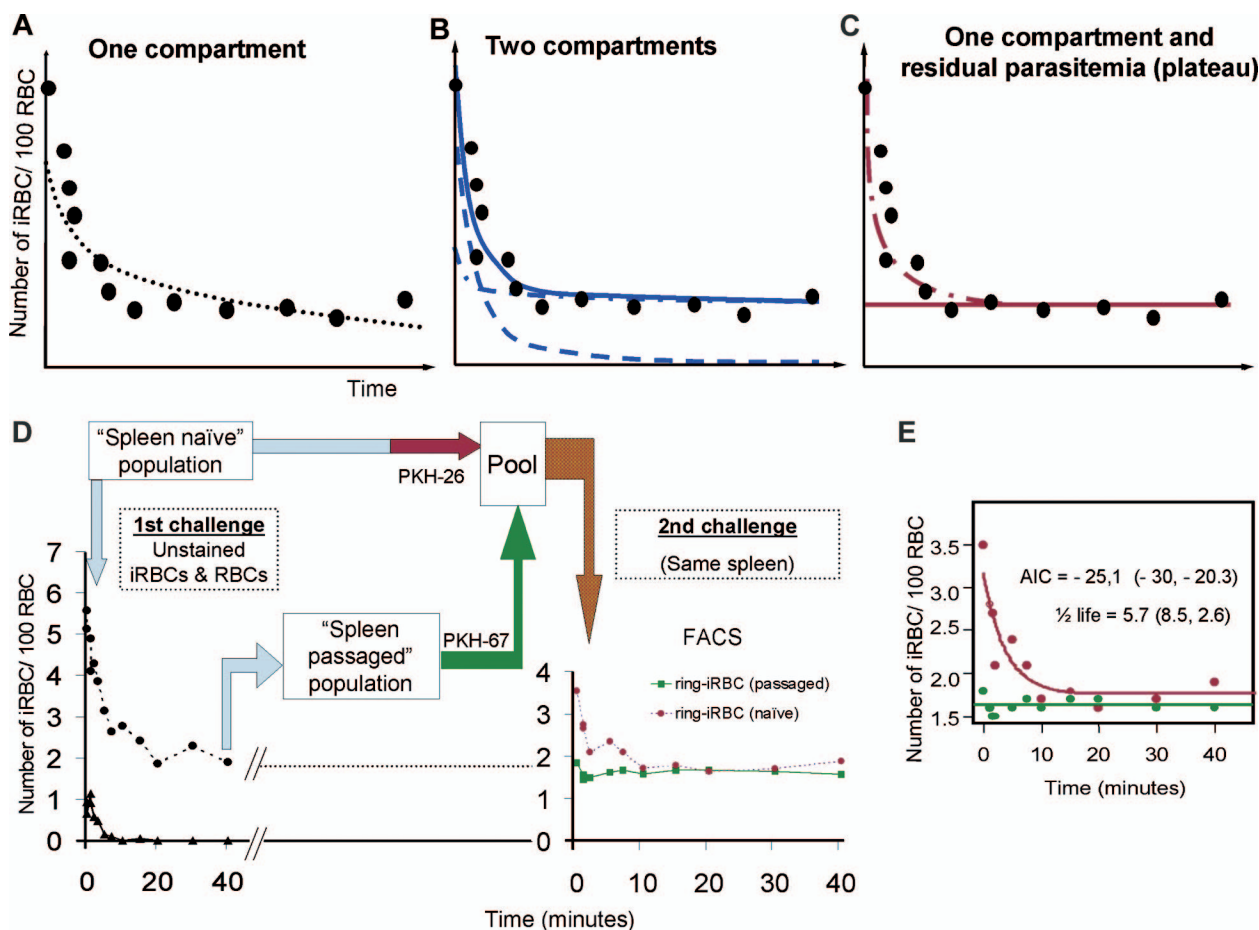 A
One compartment
Number of iRBC/ 100 RBC
Time
B
Two compartments
C
One compartment and
residual parasitemia (plateau)
D
“Spleen naïve”
population
PKH-26
Pool
1st challenge
Unstained
iRBCs & RBCs
2nd challenge
(Same spleen)
“Spleen
passaged”
population
PKH-67
FACS
Number of iRBC/ 100 RBC
7
6
5
4
3
2
1
0
0
20
40
4
3
2
1
0
ring-iRBC (passaged)
ring-iRBC (naïve)
0
10
20
30
40
Time (minutes)
E
Number of iRBC/ 100 RBC
3.5
3.0
2.5
2.0
1.5
AIC = - 25,1 (- 30, - 20.3)
½ life = 5.7 (8.5, 2.6)
0
10
20
30
40
Time (minutes)